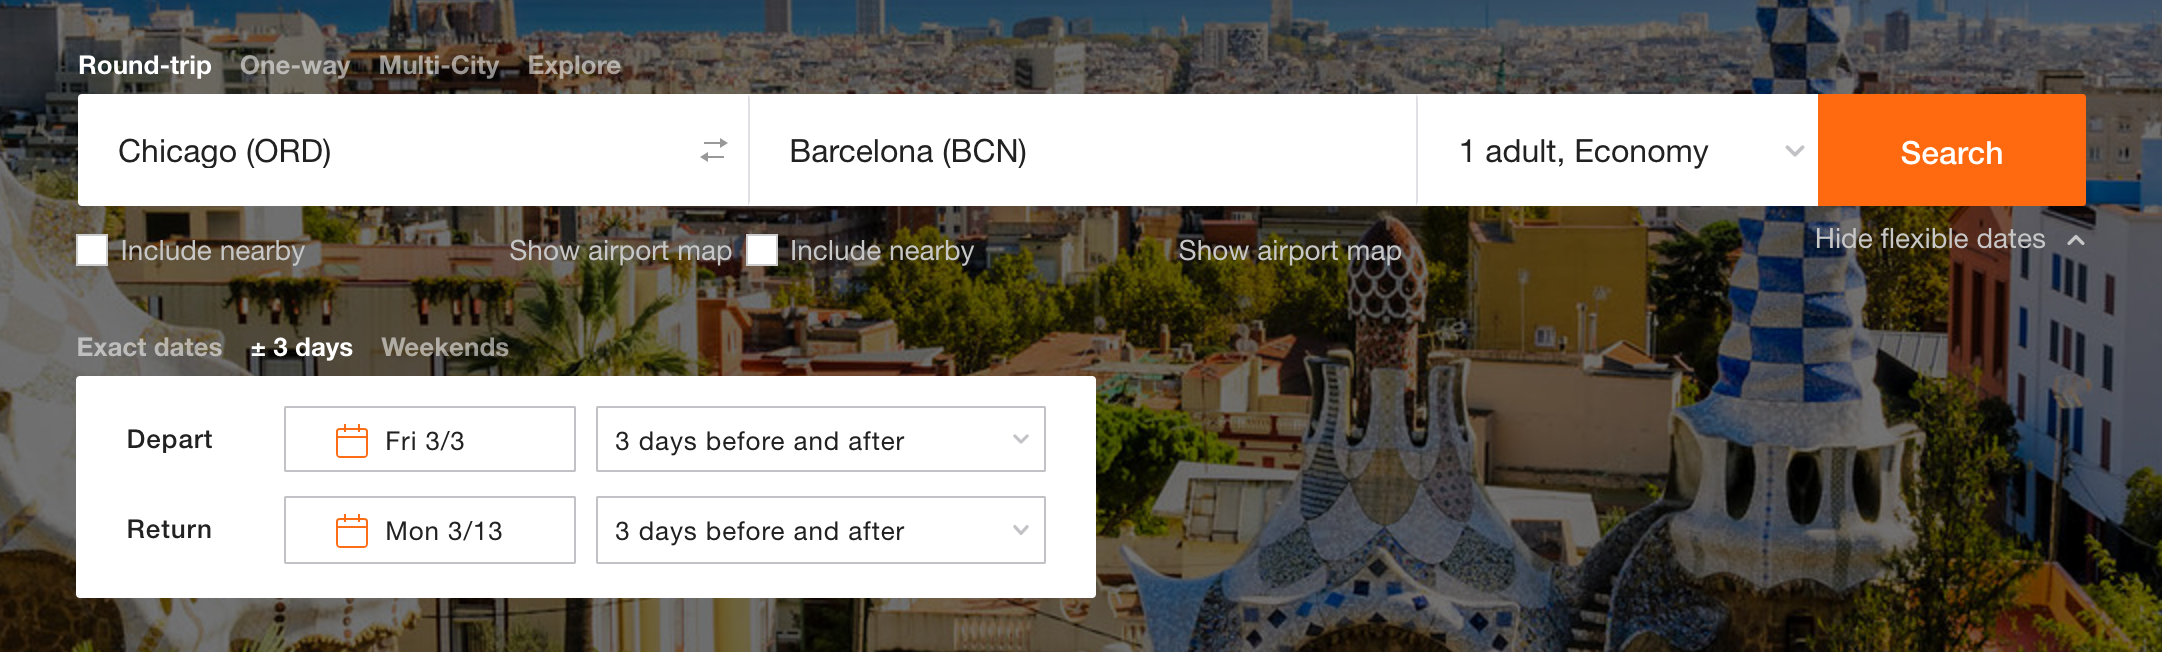 Round-trip One-way Multi-City Explore
Chicago (ORD) Barcelona (BCN) 1 adult, Economy Search
Include nearby Show airport map Include nearby Show airport map Hide flexible dates
Exact dates ± 3 days Weekends
Depart Fri 3/3 3 days before and after
Return Mon 3/13 3 days before and after